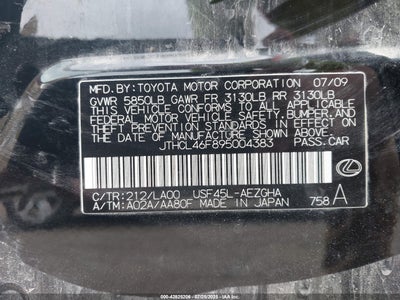 MFD.BY:TOYOTA MOTOR CORPORATION 07/09
GVWR 5850LB GAWR FR 3130LB RR 3130LB
THIS VEHICLE CONFORMS TO ALL APPLICABLE
FEDERAL MOTOR VEHICLE SAFETY,BUMPER,AND
THEFT PREVENTION STANDARDS IN EFFECT ON
THE DATE OF MANUFACTURE SHOWN ABOVE.
JTHCL46F895004383 PASS.CAR
C/TR:212/LA00 USF45L-AEZGHA
A/TM:A02A/AA80F MADE IN JAPAN 758 A